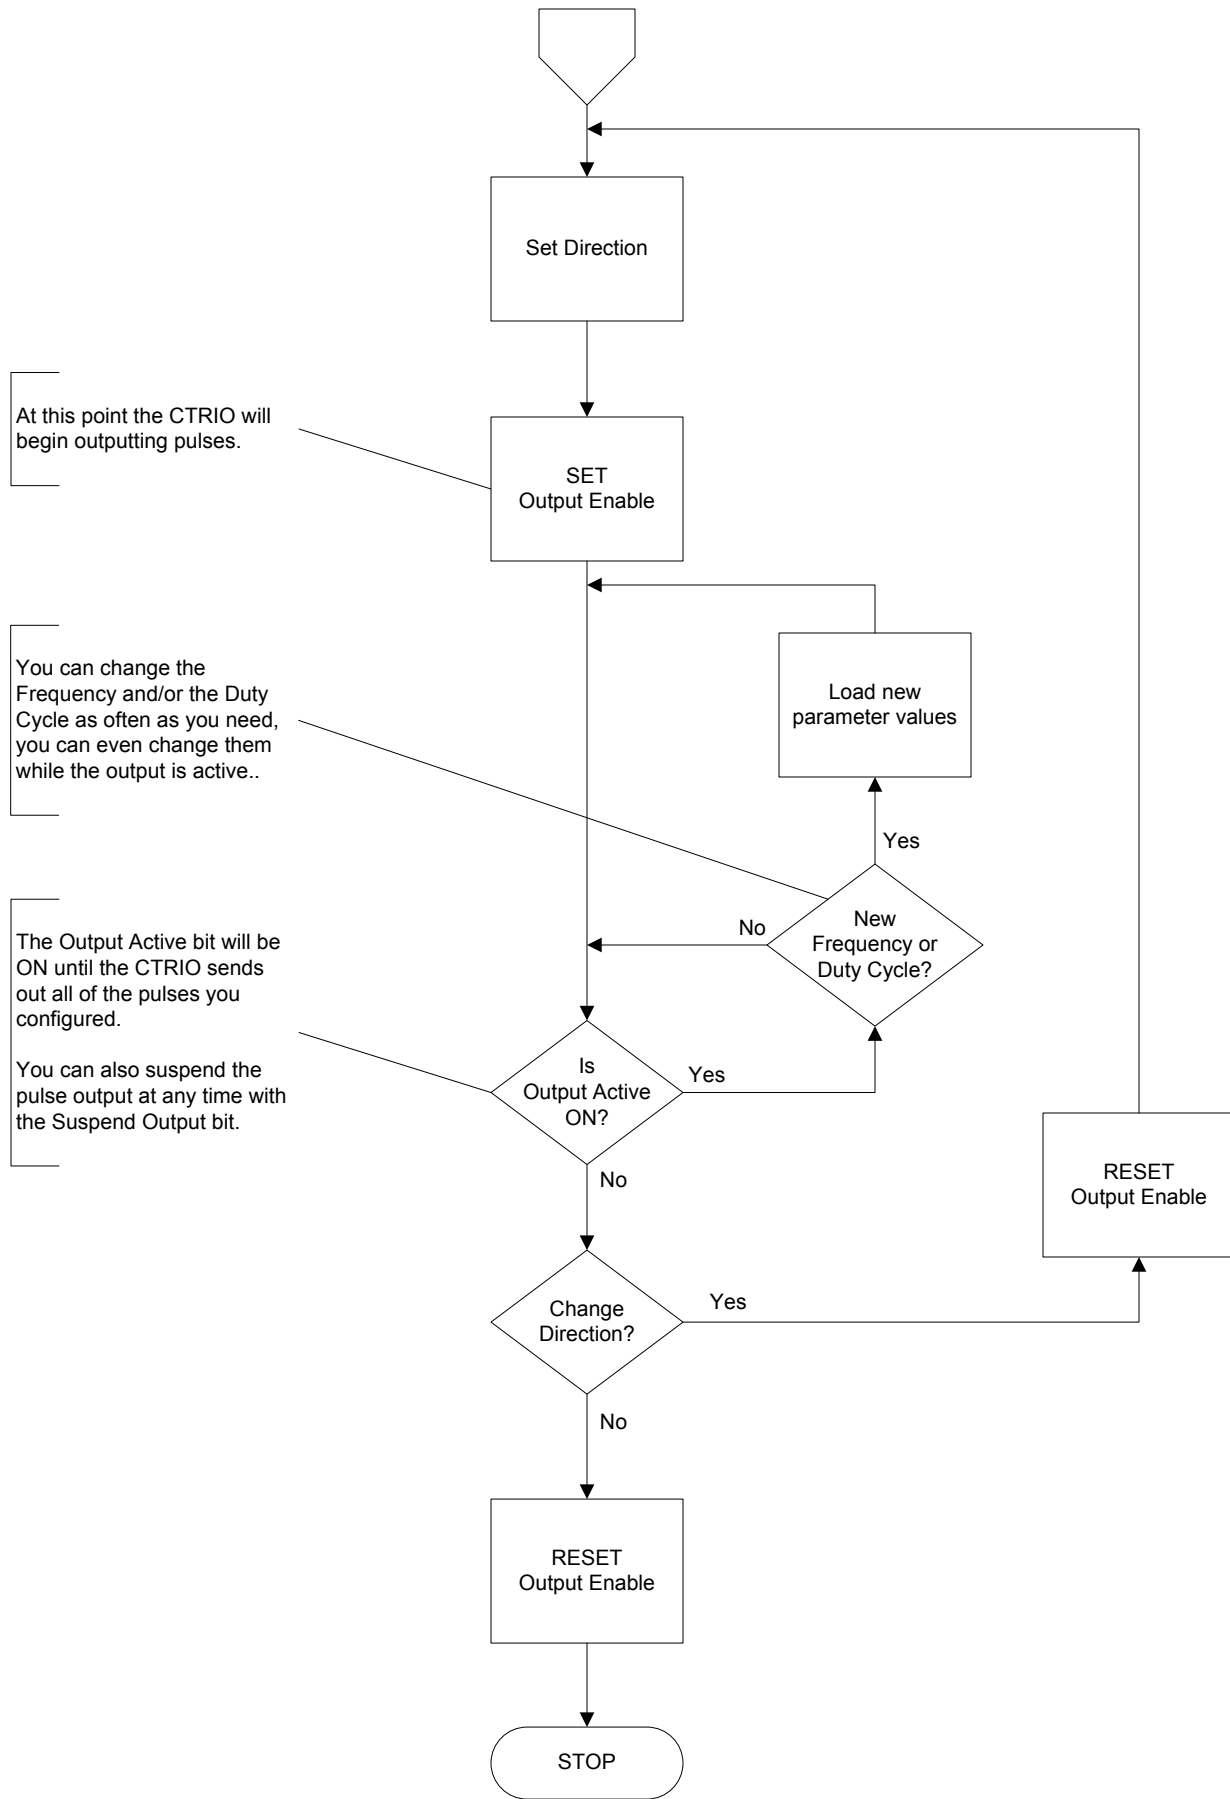 Set Direction
At this point the CTRIO will
begin outputting pulses.
SET
Output Enable
You can change the
Frequency and/or the Duty
Cycle as often as you need,
you can even change them
while the output is active..
Load new
parameter values
Yes
New
Frequency or
Duty Cycle?
No
The Output Active bit will be
ON until the CTRIO sends
out all of the pulses you
configured.
You can also suspend the
pulse output at any time with
the Suspend Output bit.
Is
Output Active
ON?
Yes
No
RESET
Output Enable
Change
Direction?
Yes
No
RESET
Output Enable
STOP